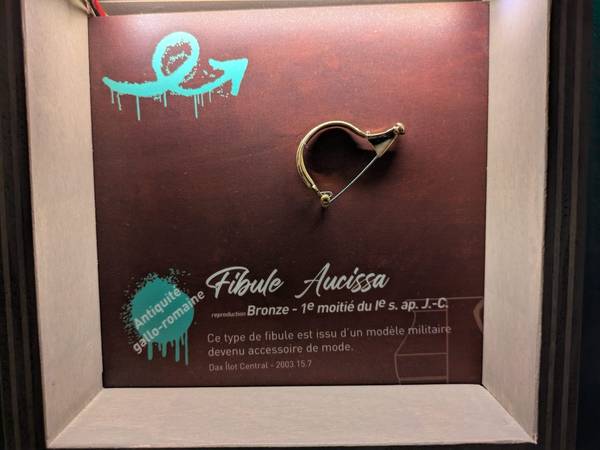 Fibule Aucissa
Antiquité
gallo-romaine
reproduction Bronze - 1e moitié du Ie s. ap. J.-C.
Ce type de fibule est issu d'un modèle militaire
devenu accessoire de mode.
Dax Îlot Central - 2003.15.7